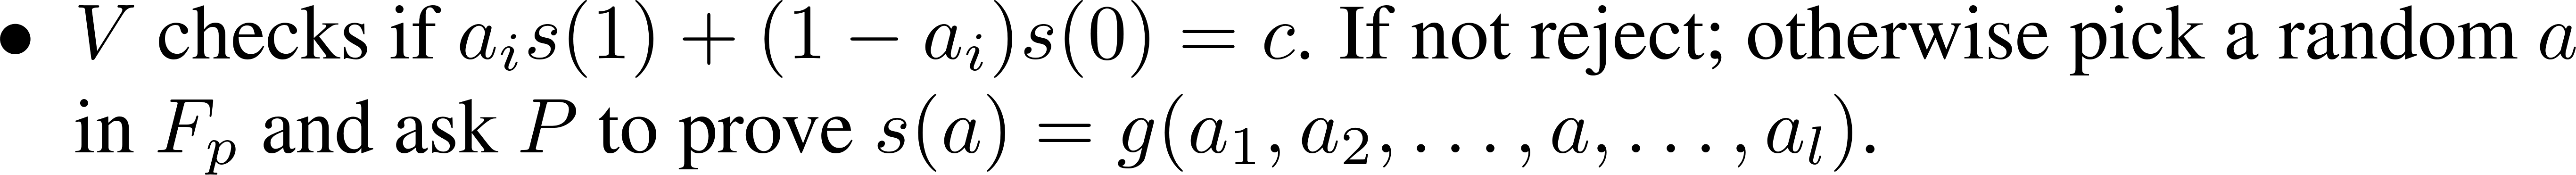 • V checks if a_i s(1) + (1 − a_i)s(0) = c. If not reject; otherwise pick a random a
in F_p and ask P to prove s(a) = g(a_1, a_2, . . . , a, . . . , a_l).